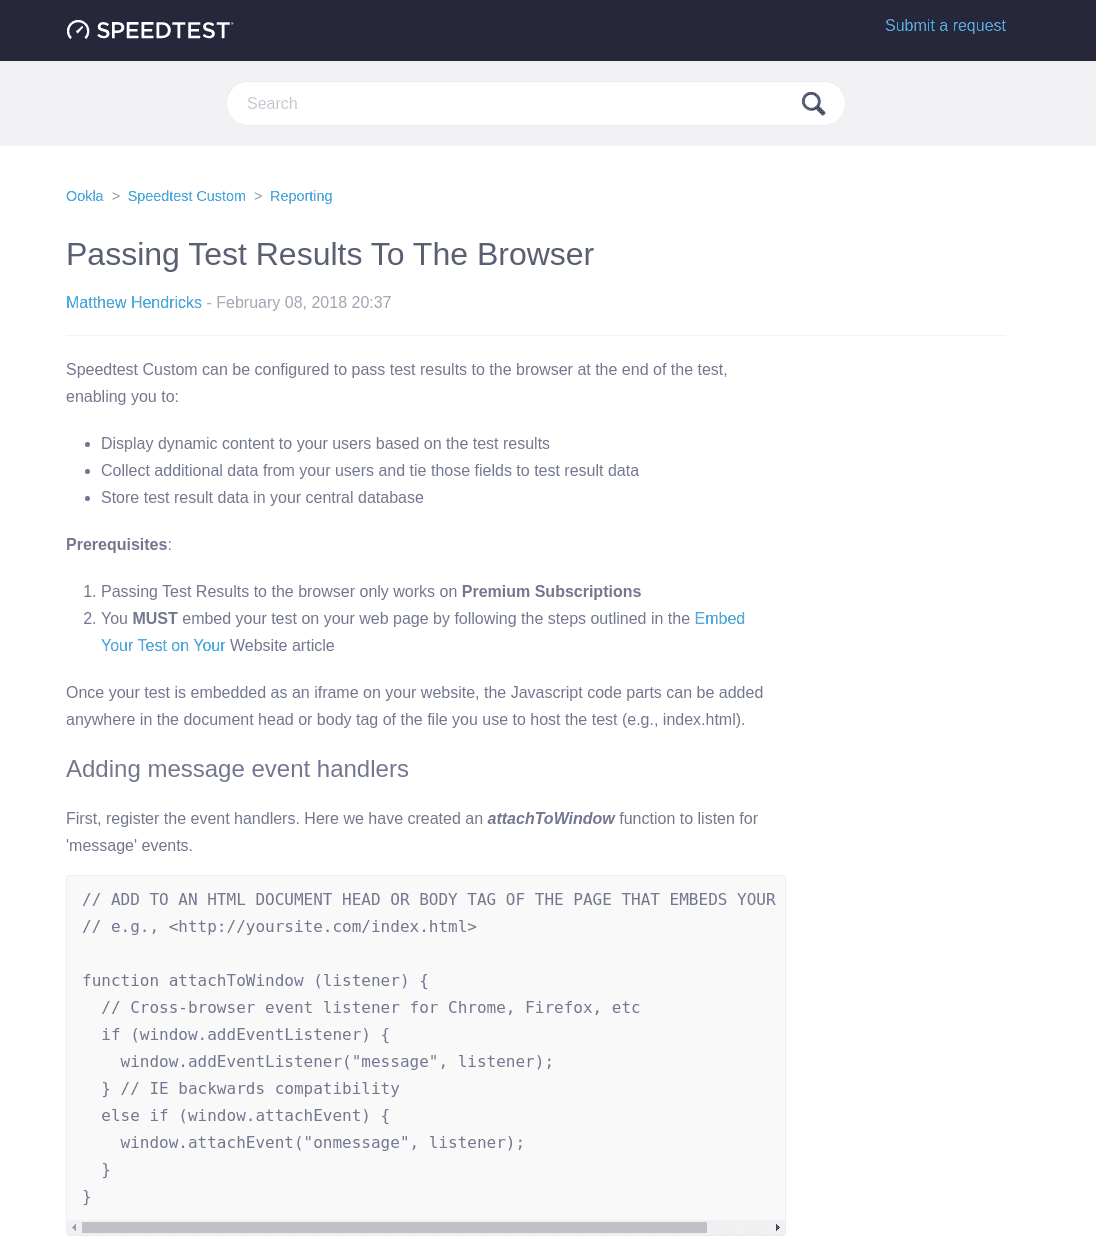 SPEEDTEST
Submit a request
Search
Ookla > Speedtest Custom > Reporting
Passing Test Results To The Browser
Matthew Hendricks - February 08, 2018 20:37
Speedtest Custom can be configured to pass test results to the browser at the end of the test,
enabling you to:
• Display dynamic content to your users based on the test results
• Collect additional data from your users and tie those fields to test result data
• Store test result data in your central database
Prerequisites:
1. Passing Test Results to the browser only works on Premium Subscriptions
2. You MUST embed your test on your web page by following the steps outlined in the Embed
Your Test on Your Website article
Once your test is embedded as an iframe on your website, the Javascript code parts can be added
anywhere in the document head or body tag of the file you use to host the test (e.g., index.html).
Adding message event handlers
First, register the event handlers. Here we have created an attachToWindow function to listen for
'message' events.
// ADD TO AN HTML DOCUMENT HEAD OR BODY TAG OF THE PAGE THAT EMBEDS YOUR
// e.g., <http://yoursite.com/index.html>
function attachToWindow (listener) {
  // Cross-browser event listener for Chrome, Firefox, etc
  if (window.addEventListener) {
    window.addEventListener("message", listener);
  } // IE backwards compatibility
  else if (window.attachEvent) {
    window.attachEvent("onmessage", listener);
  }
}